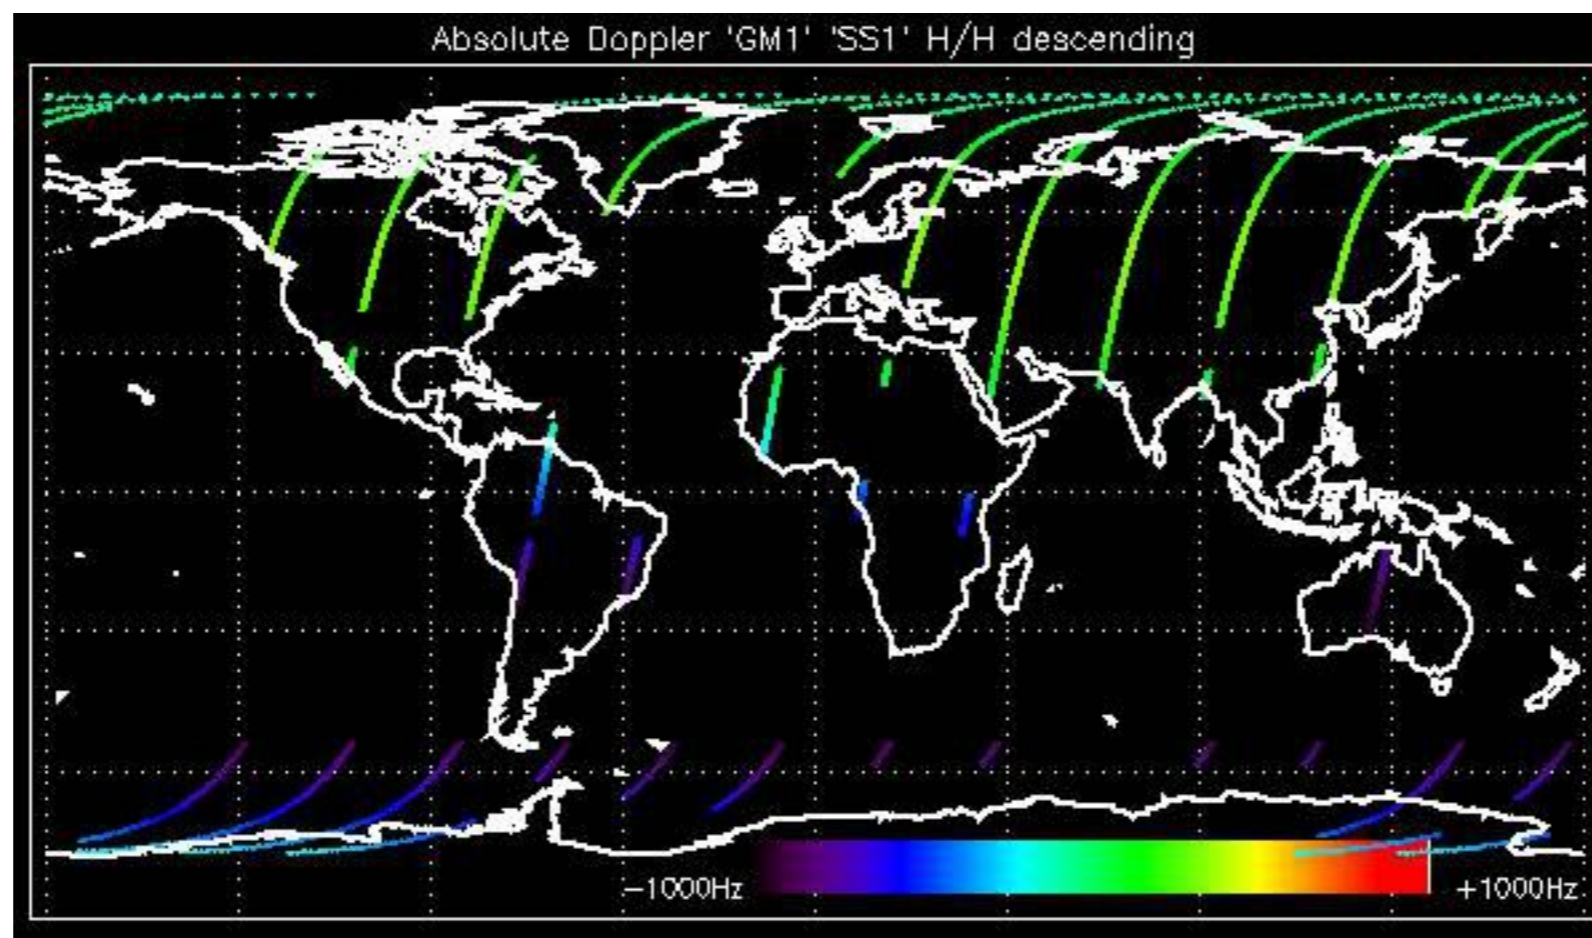 Absolute Doppler 'GM1' 'SS1' H/H descending
-1000Hz
+1000Hz